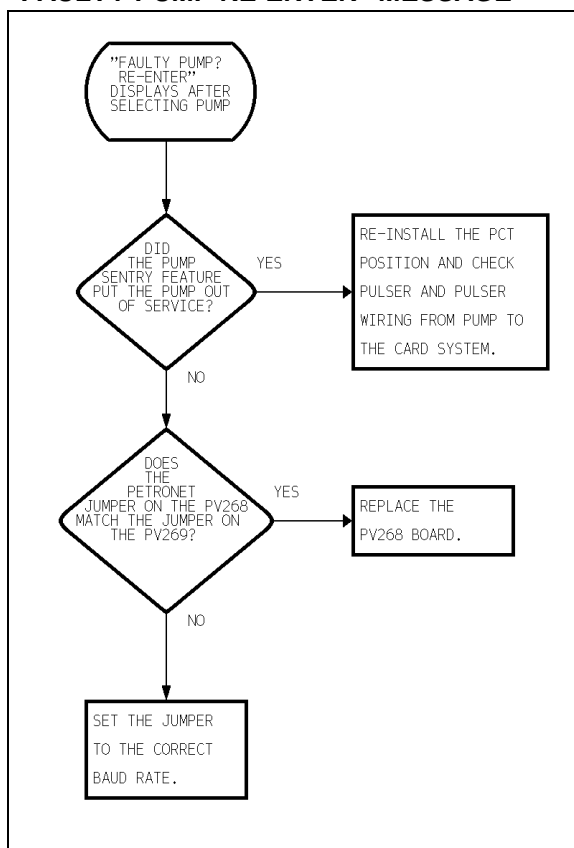 "FAULTY PUMP RE-ENTER" MESSAGE
"FAULTY PUMP?
RE-ENTER"
DISPLAYS AFTER
SELECTING PUMP
DID
THE PUMP
SENTRY FEATURE
PUT THE PUMP OUT
OF SERVICE?
YES
RE-INSTALL THE PCT
POSITION AND CHECK
PULSER AND PULSER
WIRING FROM PUMP TO
THE CARD SYSTEM.
NO
DOES
THE
PETRONET
JUMPER ON THE PV268
MATCH THE JUMPER ON
THE PV269?
YES
REPLACE THE
PV268 BOARD.
NO
SET THE JUMPER
TO THE CORRECT
BAUD RATE.